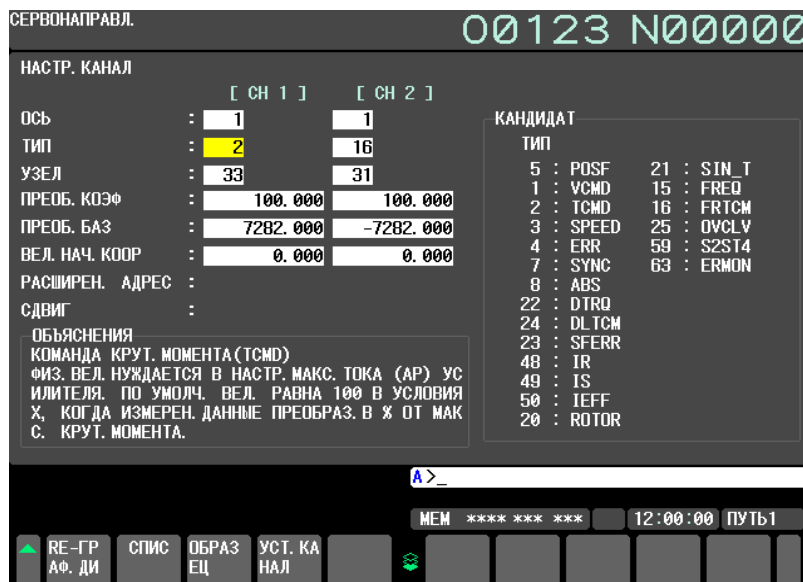 СЕРВОНАПРАВЛ.
O0123 N00000
НАСТР. КАНАЛ
[ CH 1 ] [ CH 2 ]
ОСЬ : 1 1
ТИП : 2 16
УЗЕЛ : 33 31
ПРЕОБ. КОЭФ : 100.000 100.000
ПРЕОБ. БАЗ : 7282.000 -7282.000
ВЕЛ. НАЧ. КООР : 0.000 0.000
РАСШИРЕН. АДРЕС :
СДВИГ :
ОБЬЯСНЕНИЯ
КОМАНДА КРУТ. МОМЕНТА(TCMD)
ФИЗ. ВЕЛ. НУЖДАЕТСЯ В НАСТР. МАКС. ТОКА (AP) УС
ИЛИТЕЛЯ. ПО УМОЛЧ. ВЕЛ. РАВНА 100 В УСЛОВИЯ
Х, КОГДА ИЗМЕРЕН. ДАННЫЕ ПРЕОБРАЗ. В % ОТ МАК
С. КРУТ. МОМЕНТА.
КАНДИДАТ
ТИП
5 : POSF 21 : SIN_T
1 : VCMD 15 : FREQ
2 : TCMD 16 : FRTCM
3 : SPEED 25 : OVCLV
4 : ERR 59 : S2ST4
7 : SYNC 63 : ERMON
8 : ABS
22 : DTRQ
24 : DLTCM
23 : SFERR
48 : IR
49 : IS
50 : IEFF
20 : ROTOR
A >_
MEM **** *** *** 12:00:00 ПУТЬ1
RE-ГР СПИС ОБРАЗ УСТ. КА
АФ. ДИ ЕЦ НАЛ